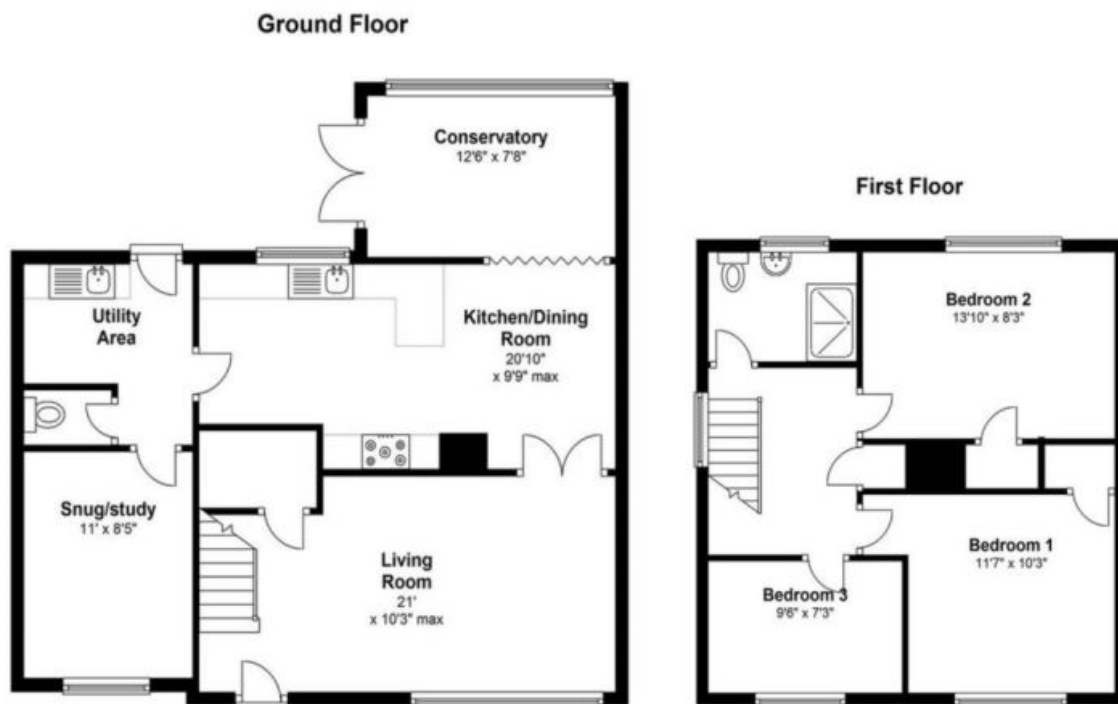 Ground Floor
Conservatory
12'6" x 7'8"
Utility
Area
Kitchen/Dining
Room
20'10"
x 9'9" max
Snug/study
11' x 8'5"
Living
Room
21'
x 10'3" max
First Floor
Bedroom 2
13'10" x 8'3"
Bedroom 1
11'7" x 10'3"
Bedroom 3
9'6" x 7'3"